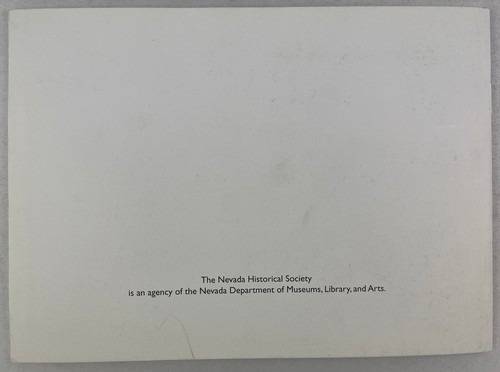 The Nevada Historical Society
is an agency of the Nevada Department of Museums, Library, and Arts.